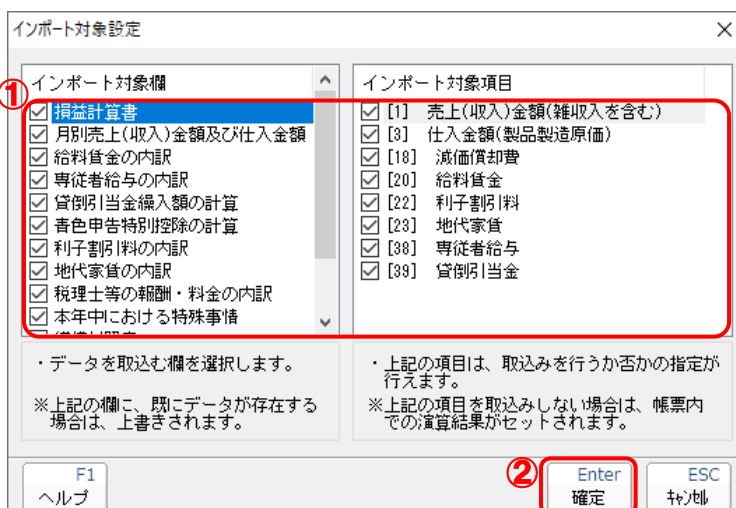 インポート対象設定
①
インポート対象欄
損益計算書
月別売上(収入)金額及び仕入金額
給料賃金の内訳
専従者給与の内訳
貸倒引当金繰入額の計算
青色申告特別控除の計算
利子割引料の内訳
地代家賃の内訳
税理士等の報酬・料金の内訳
本年中における特殊事情
インポート対象項目
[1] 売上(収入)金額(雑収入を含む)
[3] 仕入金額(製品製造原価)
[18] 減価償却費
[20] 給料賃金
[22] 利子割引料
[23] 地代家賃
[38] 専従者給与
[39] 貸倒引当金
・データを取込む欄を選択します。
※上記の欄に、既にデータが存在する
場合は、上書きされます。
・上記の項目は、取込みを行うか否かの指定が
行えます。
※上記の項目を取込みしない場合は、帳票内
での演算結果がセットされます。
F1
ヘルプ
②
Enter
確定
ESC
ｷｬﾝｾﾙ